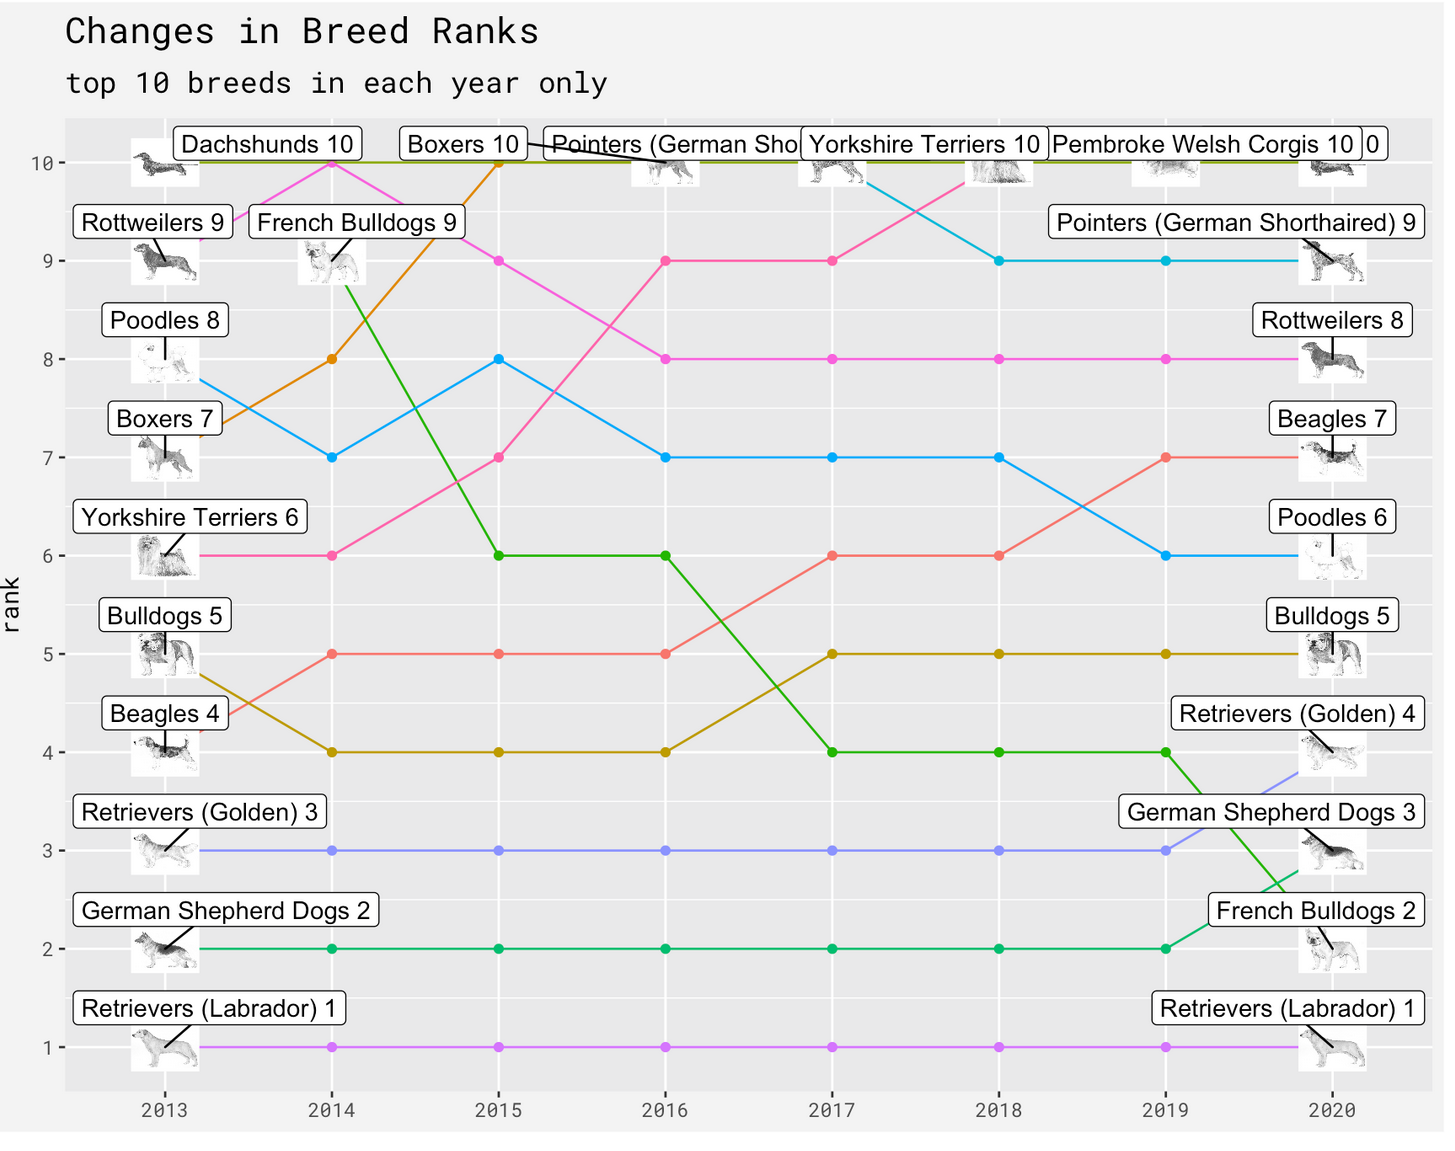 Changes in Breed Ranks
top 10 breeds in each year only
Dachshunds 10
Boxers 10
Pointers (German Sho
Yorkshire Terriers 10
Pembroke Welsh Corgis 10
0
10
Rottweilers 9
French Bulldogs 9
Pointers (German Shorthaired) 9
9
Poodles 8
Rottweilers 8
8
Boxers 7
Beagles 7
7
Yorkshire Terriers 6
Poodles 6
6
Bulldogs 5
Bulldogs 5
5
Beagles 4
Retrievers (Golden) 4
4
Retrievers (Golden) 3
German Shepherd Dogs 3
3
German Shepherd Dogs 2
French Bulldogs 2
2
Retrievers (Labrador) 1
Retrievers (Labrador) 1
1
rank
2013 2014 2015 2016 2017 2018 2019 2020